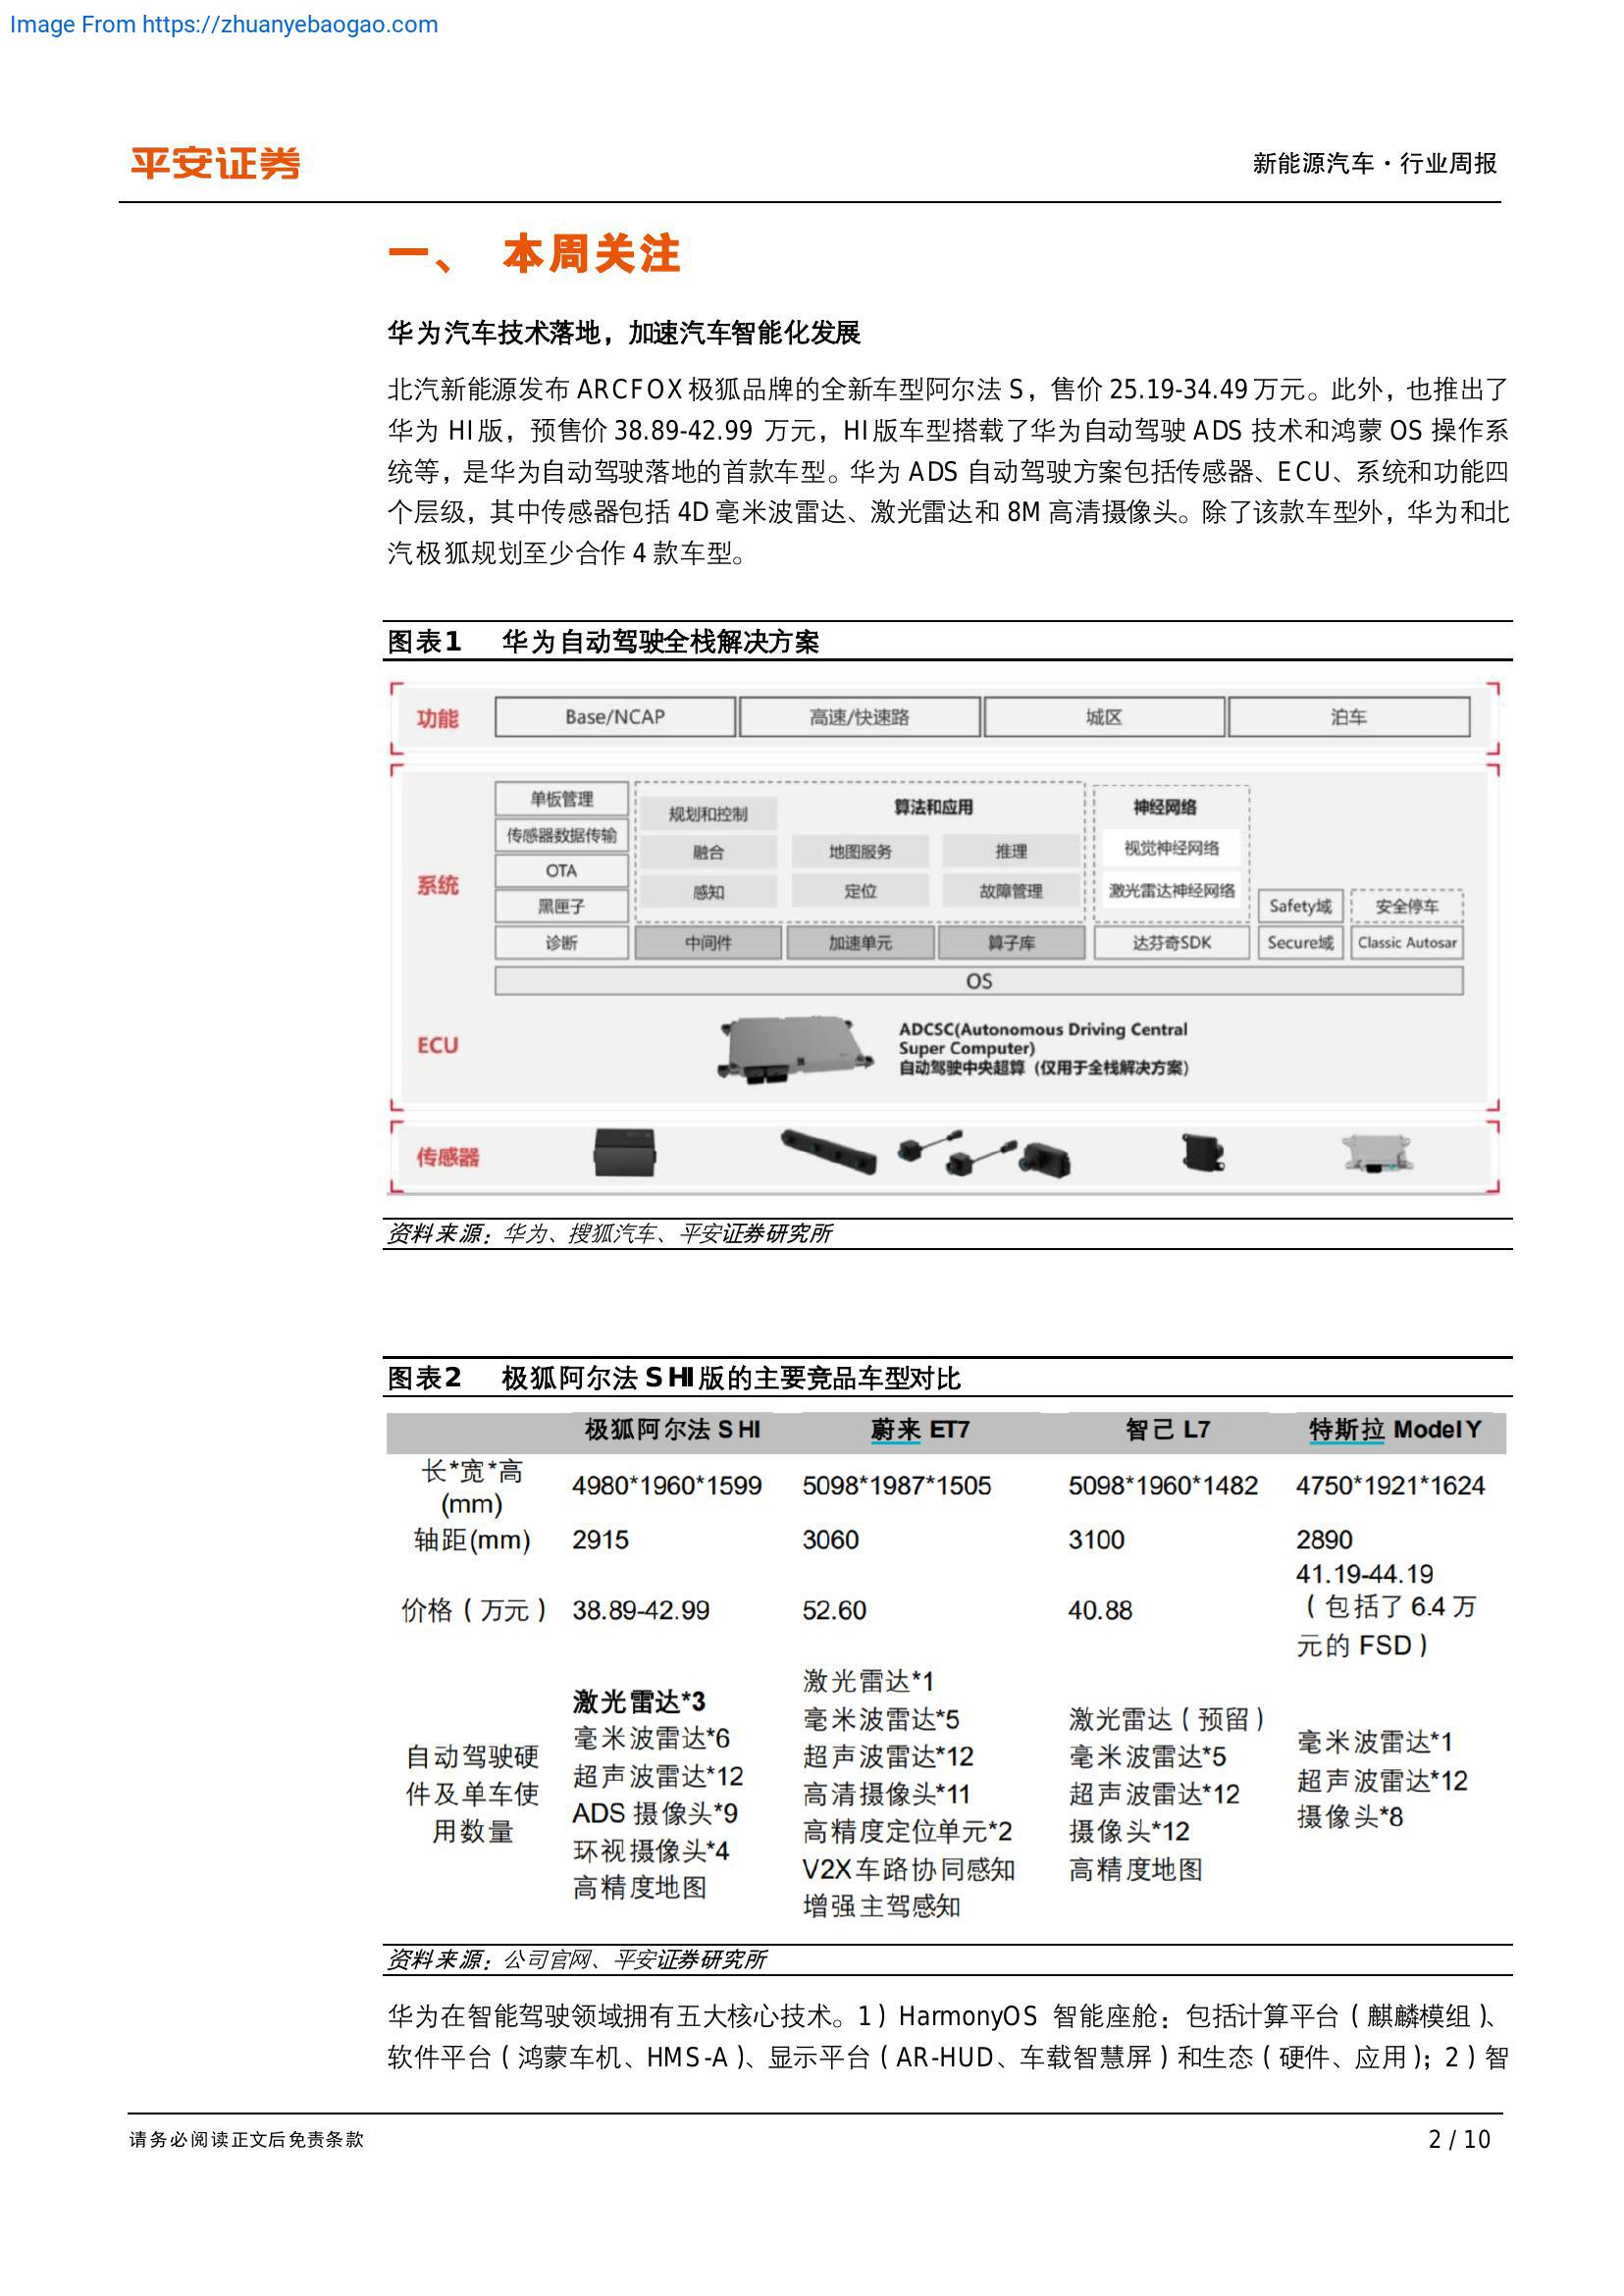 Image From https://zhuanyebaogao.com
平安证券
新能源汽车·行业周报
一、 本周关注
华为汽车技术落地，加速汽车智能化发展
北汽新能源发布 ARCFOX 极狐品牌的全新车型阿尔法 S，售价 25.19-34.49 万元。此外，也推出了
华为 HI 版，预售价 38.89-42.99 万元，HI 版车型搭载了华为自动驾驶 ADS 技术和鸿蒙 OS 操作系
统等，是华为自动驾驶落地的首款车型。华为 ADS 自动驾驶方案包括传感器、ECU、系统和功能四
个层级，其中传感器包括 4D 毫米波雷达、激光雷达和 8M 高清摄像头。除了该款车型外，华为和北
汽极狐规划至少合作 4 款车型。
图表1 华为自动驾驶全栈解决方案
功能 Base/NCAP 高速/快速路 城区 泊车
单板管理 规划和控制 算法和应用 神经网络
传感器数据传输 融合 地图服务 推理 视觉神经网络
系统 OTA 感知 定位 故障管理 激光雷达神经网络
黑匣子 Safety域 安全停车
诊断 中间件 加速单元 算子库 达芬奇SDK Secure域 Classic Autosar
OS
ECU
ADCSC(Autonomous Driving Central
Super Computer)
自动驾驶中央超算（仅用于全栈解决方案）
传感器
资料来源：华为、搜狐汽车、平安证券研究所
图表2 极狐阿尔法 S HI 版的主要竞品车型对比
极狐阿尔法 S HI 蔚来 ET7 智己 L7 特斯拉 Model Y
长*宽*高
(mm)
4980*1960*1599 5098*1987*1505 5098*1960*1482 4750*1921*1624
轴距(mm) 2915 3060 3100 2890
价格（万元） 38.89-42.99 52.60 40.88
41.19-44.19
（包括了 6.4 万
元的 FSD）
自动驾驶硬
件及单车使
用数量
激光雷达*3
毫米波雷达*6
超声波雷达*12
ADS 摄像头*9
环视摄像头*4
高精度地图
激光雷达*1
毫米波雷达*5
超声波雷达*12
高清摄像头*11
高精度定位单元*2
V2X车路协同感知
增强主驾感知
激光雷达（预留）
毫米波雷达*5
超声波雷达*12
摄像头*12
高精度地图
毫米波雷达*1
超声波雷达*12
摄像头*8
资料来源：公司官网、平安证券研究所
华为在智能驾驶领域拥有五大核心技术。1）HarmonyOS 智能座舱：包括计算平台（麒麟模组）、
软件平台（鸿蒙车机、HMS-A）、显示平台（AR-HUD、车载智慧屏）和生态（硬件、应用）；2）智
请务必阅读正文后免责条款
2 / 10